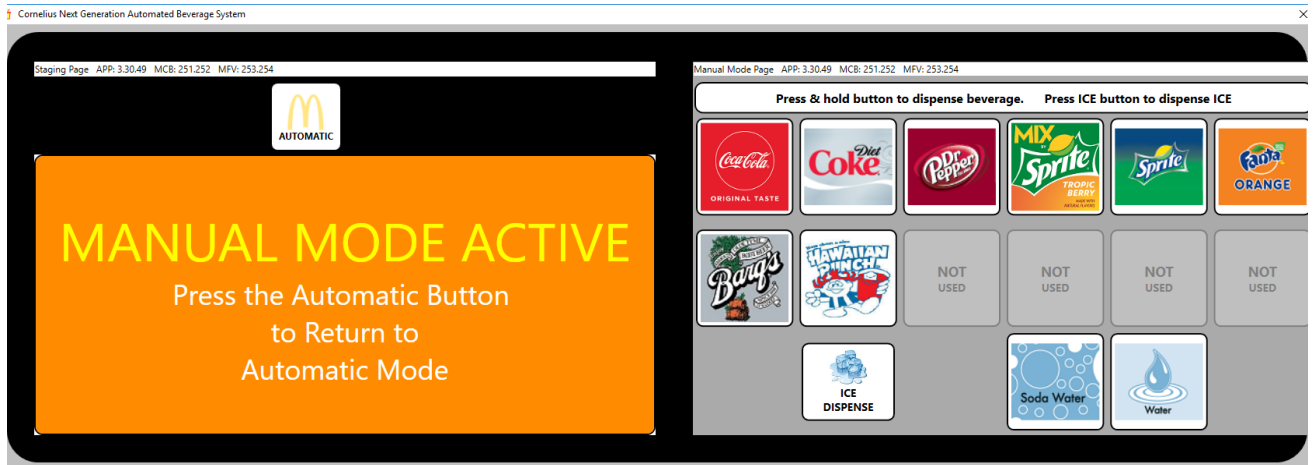 Cornelius Next Generation Automated Beverage System
Staging Page APP: 3.30.49 MCB: 251.252 MFV: 253.254
AUTOMATIC
MANUAL MODE ACTIVE
Press the Automatic Button
to Return to
Automatic Mode
Manual Mode Page APP: 3.30.49 MCB: 251.252 MFV: 253.254
Press & hold button to dispense beverage. Press ICE button to dispense ICE
Coca-Cola
ORIGINAL TASTE
Diet
Coke
Dr
Pepper
MIX
BY
Sprite
TROPIC
BERRY
Sprite
Fanta
ORANGE
Barq's
HAWAIIAN
PUNCH
NOT
USED
NOT
USED
NOT
USED
NOT
USED
ICE
DISPENSE
Soda Water
Water